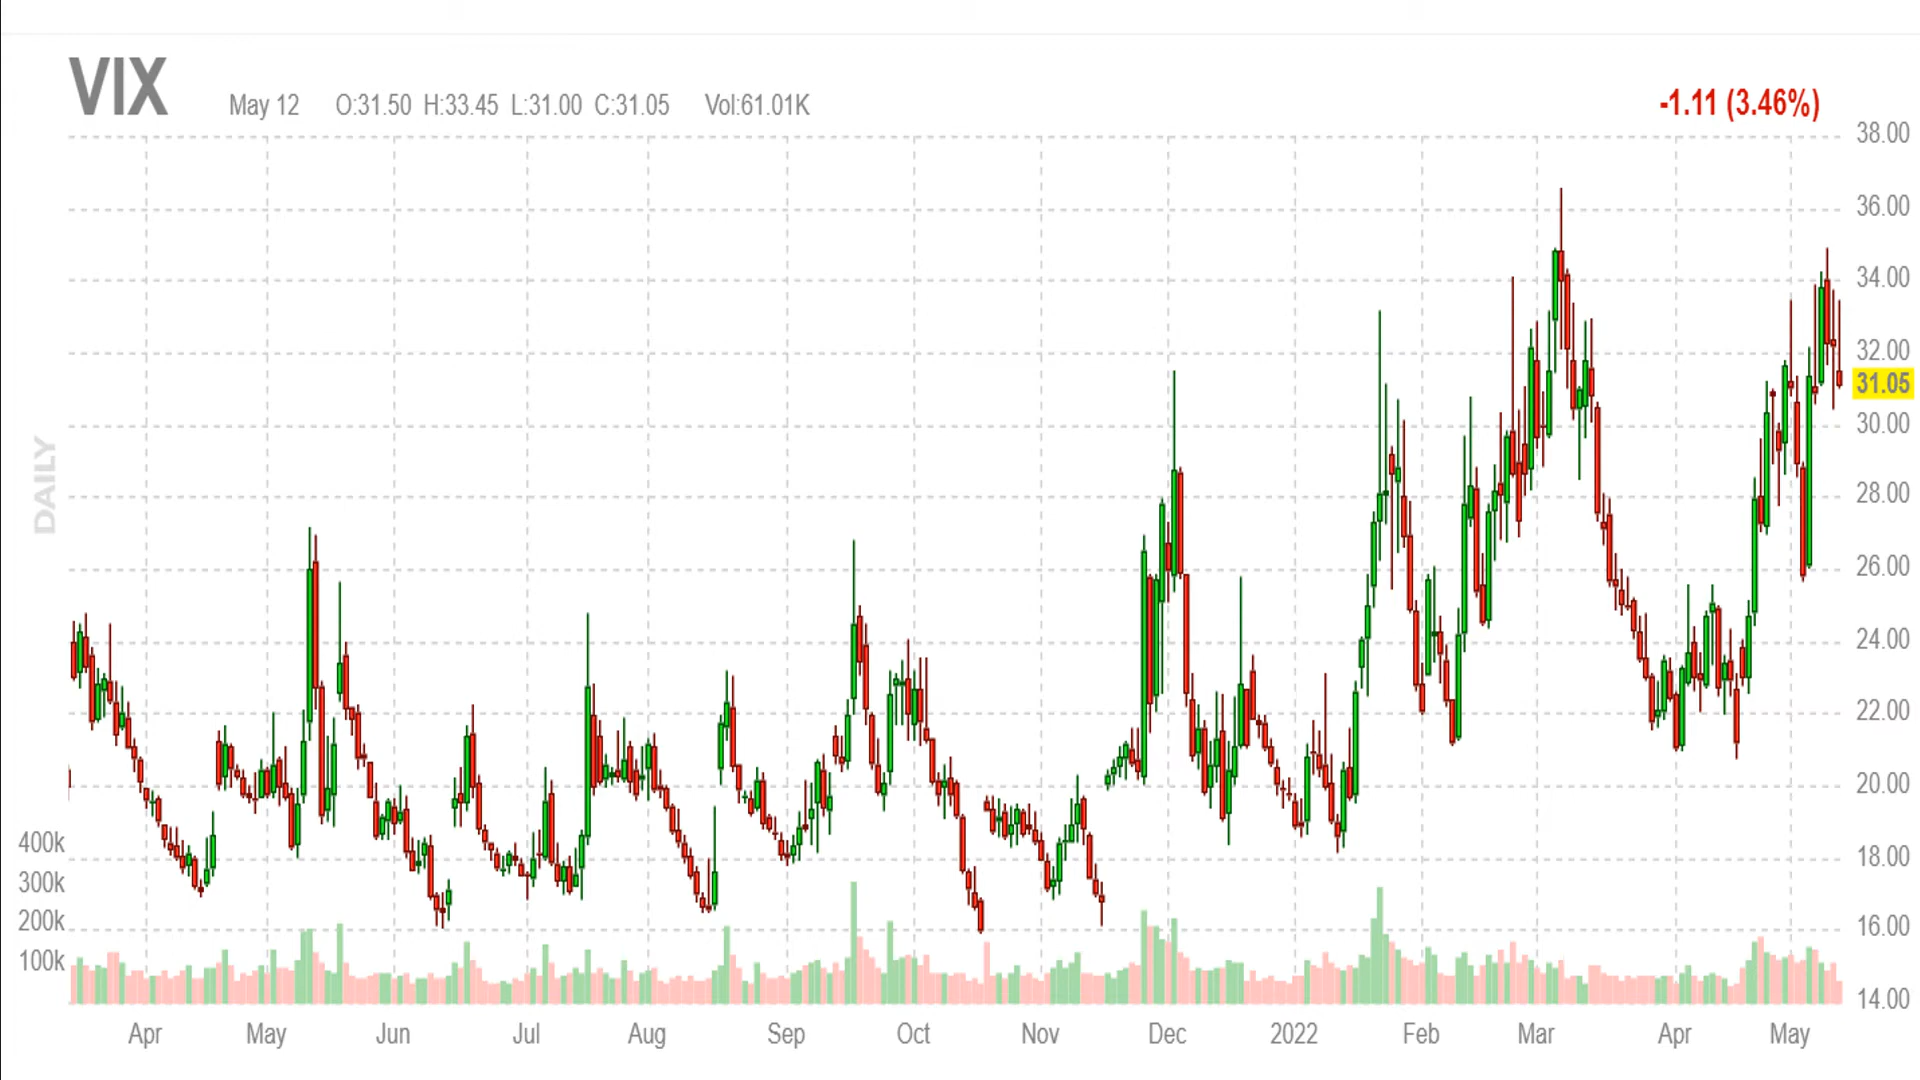 VIX
May 12 O:31.50 H:33.45 L:31.00 C:31.05 Vol:61.01K
-1.11 (3.46%)
38.00
36.00
34.00
32.00
31.05
30.00
28.00
26.00
24.00
22.00
20.00
18.00
16.00
14.00
DAILY
400k
300k
200k
100k
Apr May Jun Jul Aug Sep Oct Nov Dec 2022 Feb Mar Apr May